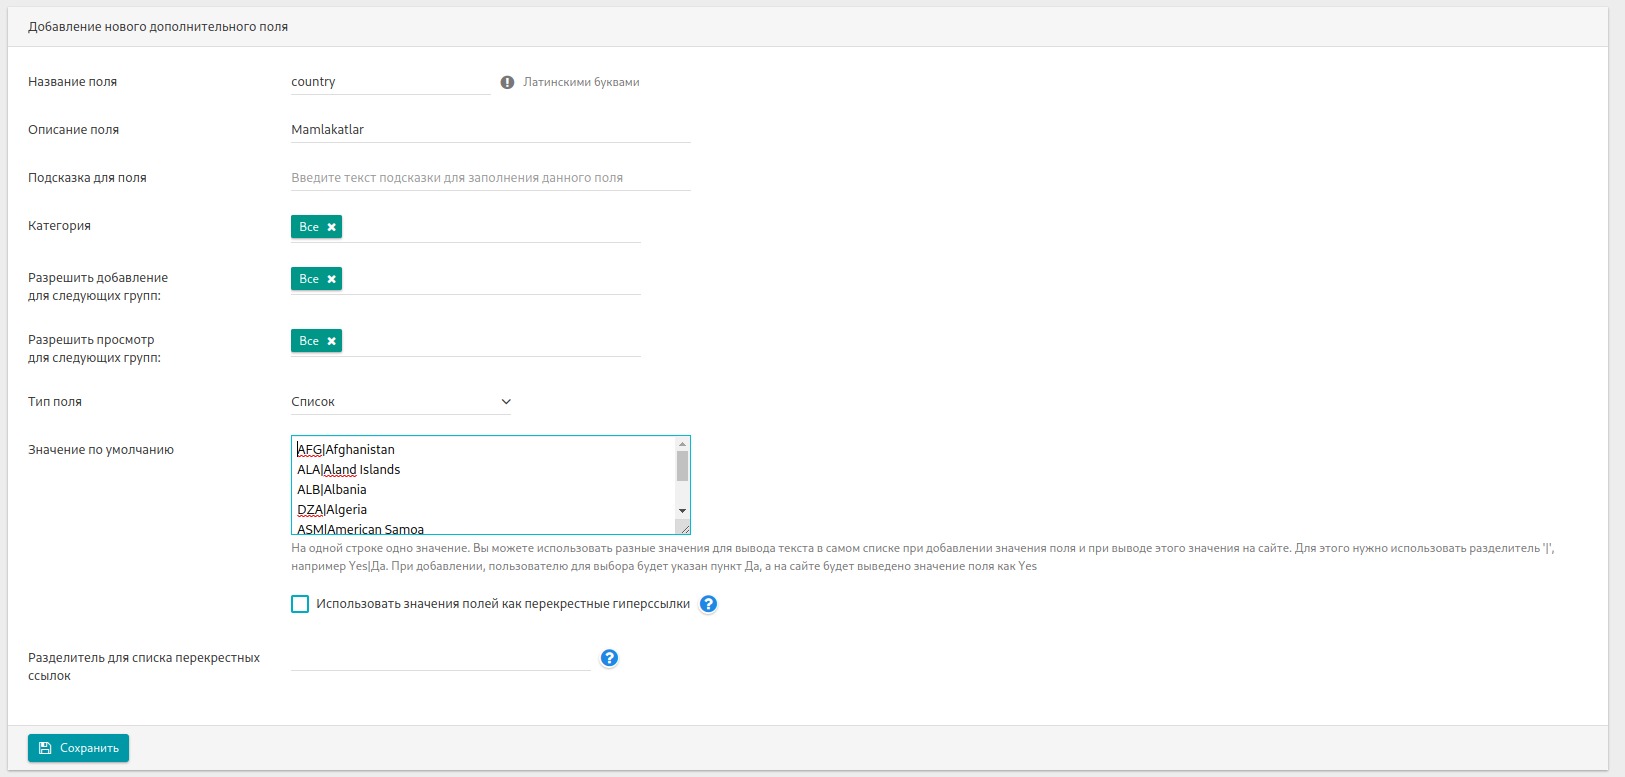 Добавление нового дополнительного поля
Название поля
country
Латинскими буквами
Описание поля
Mamlakatlar
Подсказка для поля
Введите текст подсказки для заполнения данного поля
Категория
Все
Разрешить добавление
для следующих групп:
Все
Разрешить просмотр
для следующих групп:
Все
Тип поля
Список
Значение по умолчанию
AFG|Afghanistan
ALA|Aland Islands
ALB|Albania
DZA|Algeria
ASM|American Samoa
На одной строке одно значение. Вы можете использовать разные значения для вывода текста в самом списке при добавлении значения поля и при выводе этого значения на сайте. Для этого нужно использовать разделитель '|',
например Yes|Да. При добавлении, пользователю для выбора будет указан пункт Да, а на сайте будет выведено значение поля как Yes
Использовать значения полей как перекрестные гиперссылки
Разделитель для списка перекрестных
ссылок
Сохранить